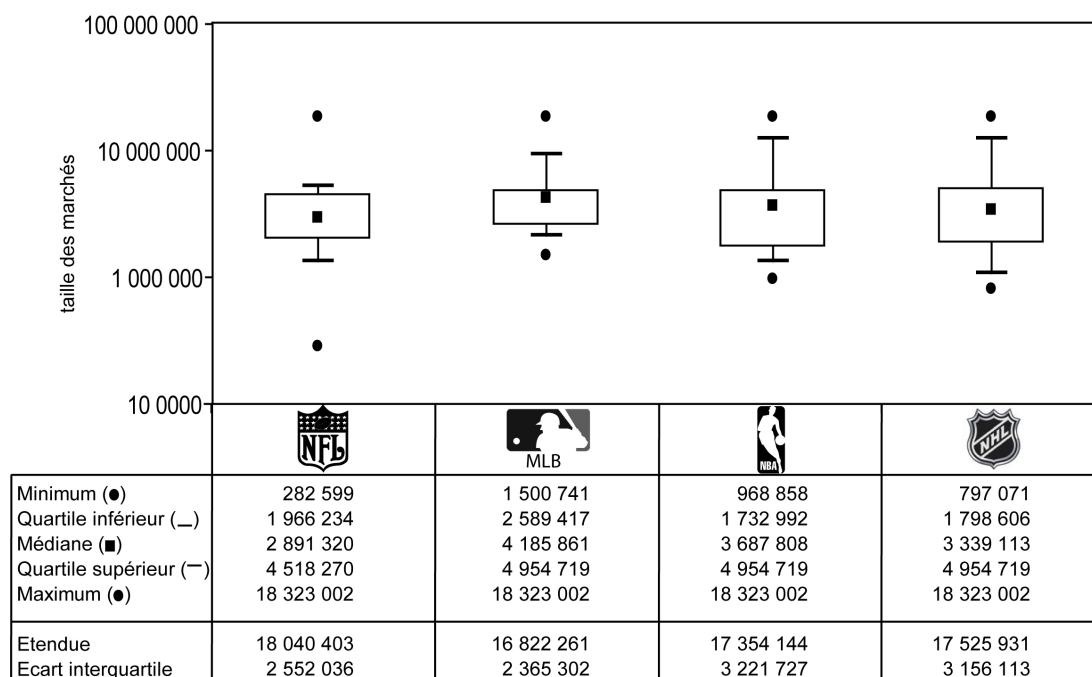 100 000 000
10 000 000
1 000 000
10 0000
taille des marchés
NFL
MLB
NBA
NHL
Minimum (●) 282 599 1 500 741 968 858 797 071
Quartile inférieur (_) 1 966 234 2 589 417 1 732 992 1 798 606
Médiane (■) 2 891 320 4 185 861 3 687 808 3 339 113
Quartile supérieur (¯) 4 518 270 4 954 719 4 954 719 4 954 719
Maximum (●) 18 323 002 18 323 002 18 323 002 18 323 002
Etendue 18 040 403 16 822 261 17 354 144 17 525 931
Ecart interquartile 2 552 036 2 365 302 3 221 727 3 156 113